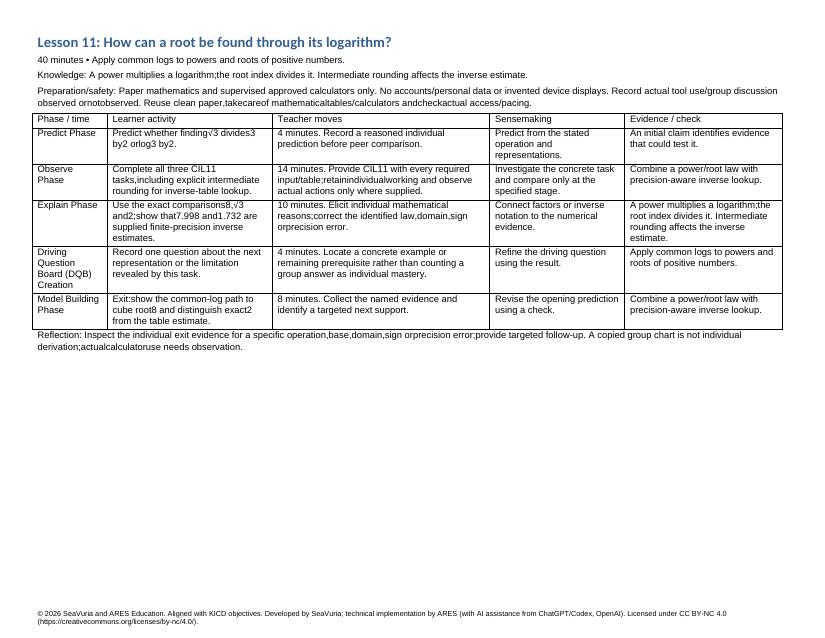 Lesson 11: How can a root be found through its logarithm?
40 minutes • Apply common logs to powers and roots of positive numbers.
Knowledge: A power multiplies a logarithm;the root index divides it. Intermediate rounding affects the inverse estimate.
Preparation/safety: Paper mathematics and supervised approved calculators only. No accounts/personal data or invented device displays. Record actual tool use/group discussion
observed ornotobserved. Reuse clean paper,takecareof mathematicaltables/calculators andcheckactual access/pacing.
Phase / time
Learner activity
Teacher moves
Sensemaking
Evidence / check
Predict Phase
Predict whether finding√3 divides3
by2 orlog3 by2.
4 minutes. Record a reasoned individual
prediction before peer comparison.
Predict from the stated
operation and
representations.
An initial claim identifies evidence
that could test it.
Observe
Phase
Complete all three CIL11
tasks,including explicit intermediate
rounding for inverse-table lookup.
14 minutes. Provide CIL11 with every required
input/table;retainindividualworking and observe
actual actions only where supplied.
Investigate the concrete task
and compare only at the
specified stage.
Combine a power/root law with
precision-aware inverse lookup.
Explain Phase
Use the exact comparisons8,√3
and2;show that7.998 and1.732 are
supplied finite-precision inverse
estimates.
10 minutes. Elicit individual mathematical
reasons;correct the identified law,domain,sign
orprecision error.
Connect factors or inverse
notation to the numerical
evidence.
A power multiplies a logarithm;the
root index divides it. Intermediate
rounding affects the inverse
estimate.
Driving
Question
Board (DQB)
Creation
Record one question about the next
representation or the limitation
revealed by this task.
4 minutes. Locate a concrete example or
remaining prerequisite rather than counting a
group answer as individual mastery.
Refine the driving question
using the result.
Apply common logs to powers and
roots of positive numbers.
Model Building
Phase
Exit:show the common-log path to
cube root8 and distinguish exact2
from the table estimate.
8 minutes. Collect the named evidence and
identify a targeted next support.
Revise the opening prediction
using a check.
Combine a power/root law with
precision-aware inverse lookup.
Reflection: Inspect the individual exit evidence for a specific operation,base,domain,sign orprecision error;provide targeted follow-up. A copied group chart is not individual
derivation;actualcalculatoruse needs observation.
© 2026 SeaVuria and ARES Education. Aligned with KICD objectives. Developed by SeaVuria; technical implementation by ARES (with AI assistance from ChatGPT/Codex, OpenAI). Licensed under CC BY-NC 4.0
(https://creativecommons.org/licenses/by-nc/4.0/).